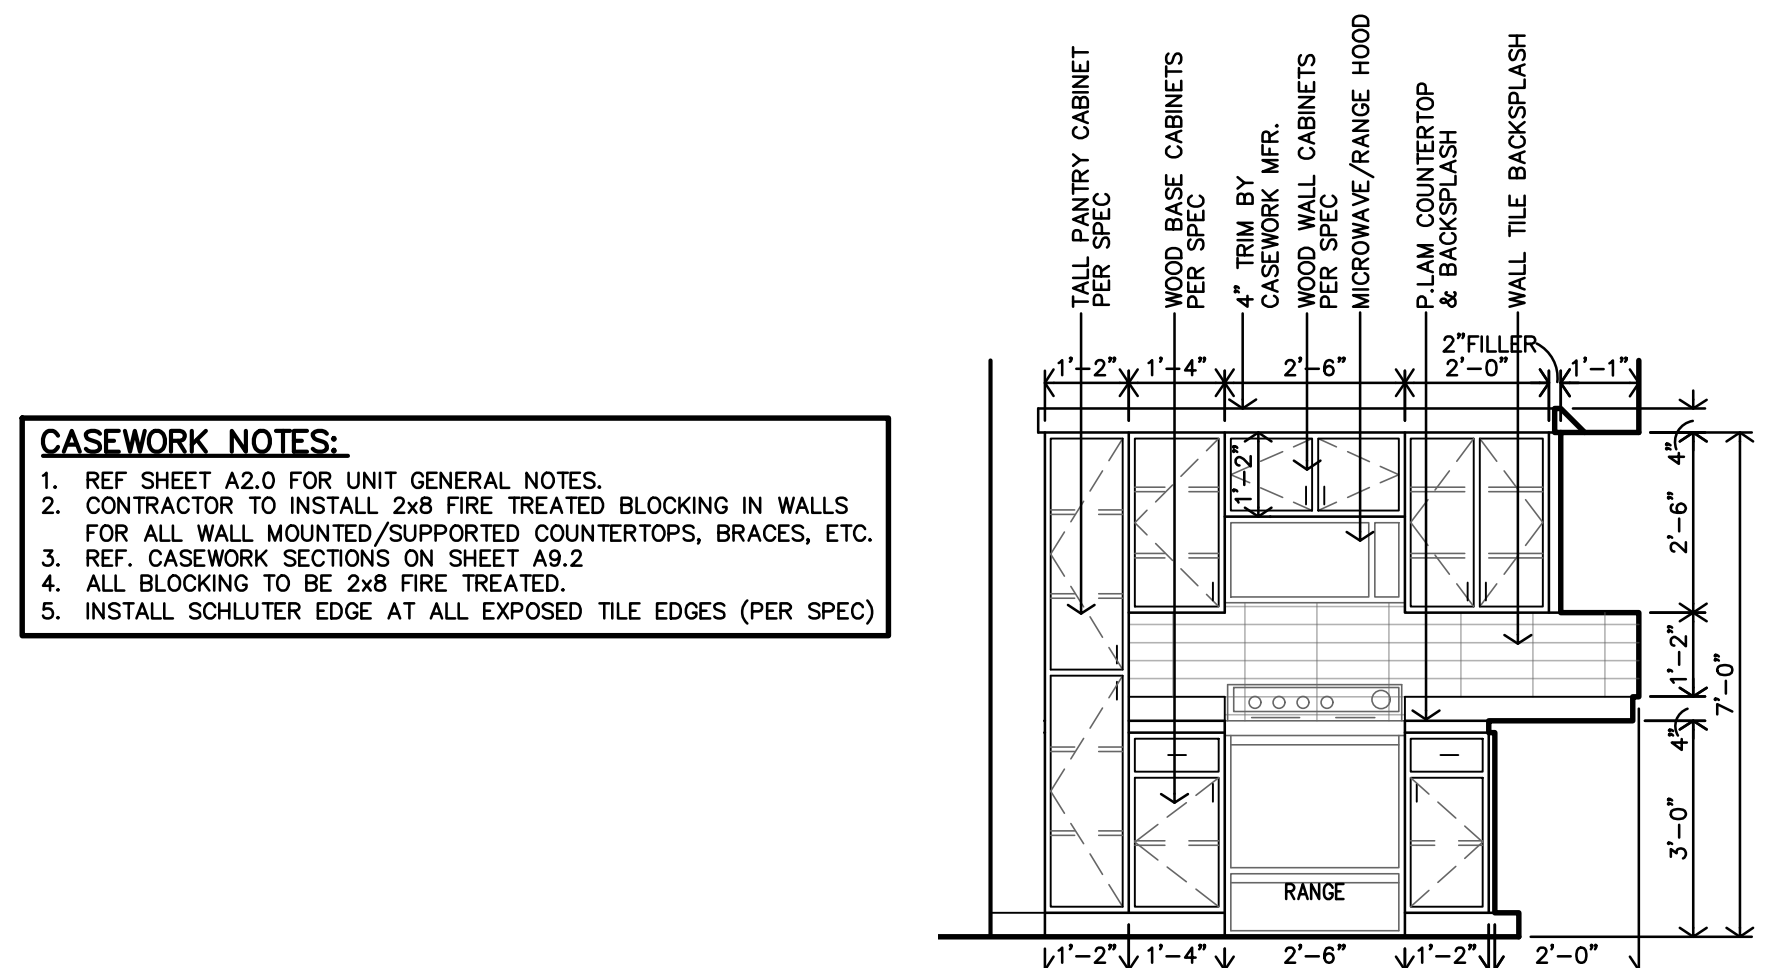 TALL PANTRY CABINET
PER SPEC
WOOD BASE CABINETS
PER SPEC
4" TRIM BY
CASEWORK MFR.
WOOD WALL CABINETS
PER SPEC
MICROWAVE/RANGE HOOD
P.LAM COUNTERTOP
& BACKSPLASH
WALL TILE BACKSPLASH
2"FILLER
1'-2" 1'-4" 2'-6" 2'-0" 1'-1"
CASEWORK NOTES:
1. REF SHEET A2.0 FOR UNIT GENERAL NOTES.
2. CONTRACTOR TO INSTALL 2x8 FIRE TREATED BLOCKING IN WALLS
FOR ALL WALL MOUNTED/SUPPORTED COUNTERTOPS, BRACES, ETC.
3. REF. CASEWORK SECTIONS ON SHEET A9.2
4. ALL BLOCKING TO BE 2x8 FIRE TREATED.
5. INSTALL SCHLUTER EDGE AT ALL EXPOSED TILE EDGES (PER SPEC)
1'-2"
4"
2'-6"
1'-2"
7'-0"
4"
3'-0"
RANGE
1'-2" 1'-4" 2'-6" 1'-2" 2'-0"